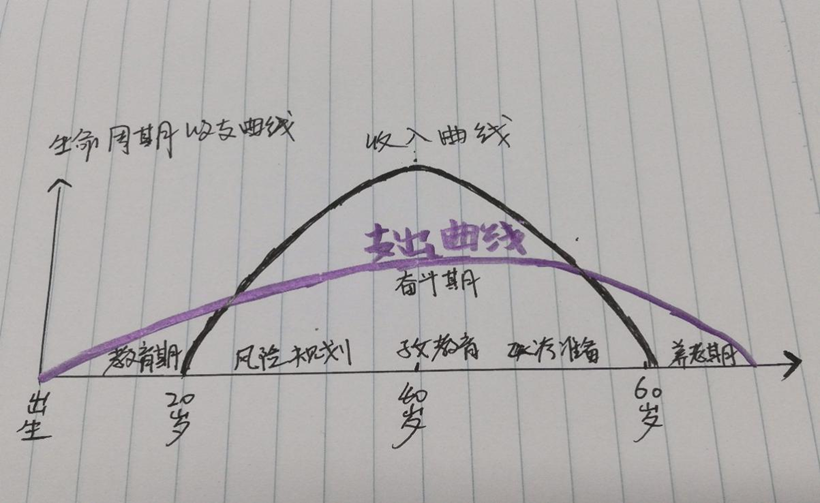 生命周期收支曲线
收入曲线
支出曲线
奋斗期
教育期 风险规划 子女教育 退休准备 养老期
出生 20岁 40岁 60岁